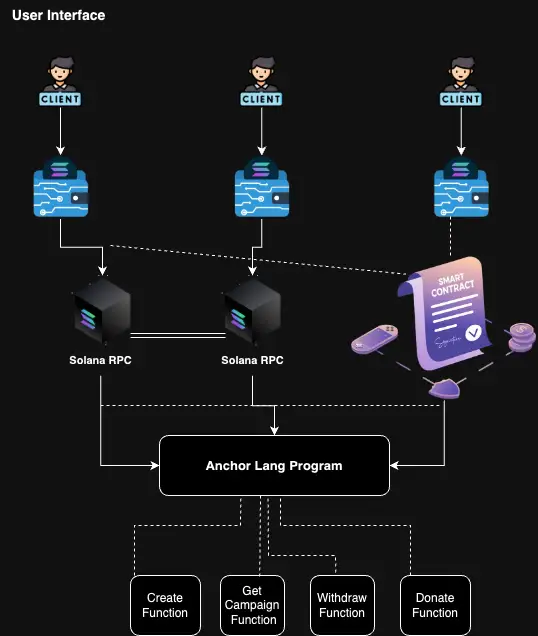 User Interface
CLIENT
CLIENT
CLIENT
SMART
CONTRACT
Solana RPC
Solana RPC
Anchor Lang Program
Create
Function
Get
Campaign
Function
Withdraw
Function
Donate
Function